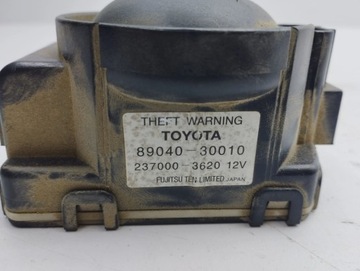 THEFT WARNING
TOYOTA
89040-30010
237000-3620 12V
FUJITSU TEN LIMITED JAPAN